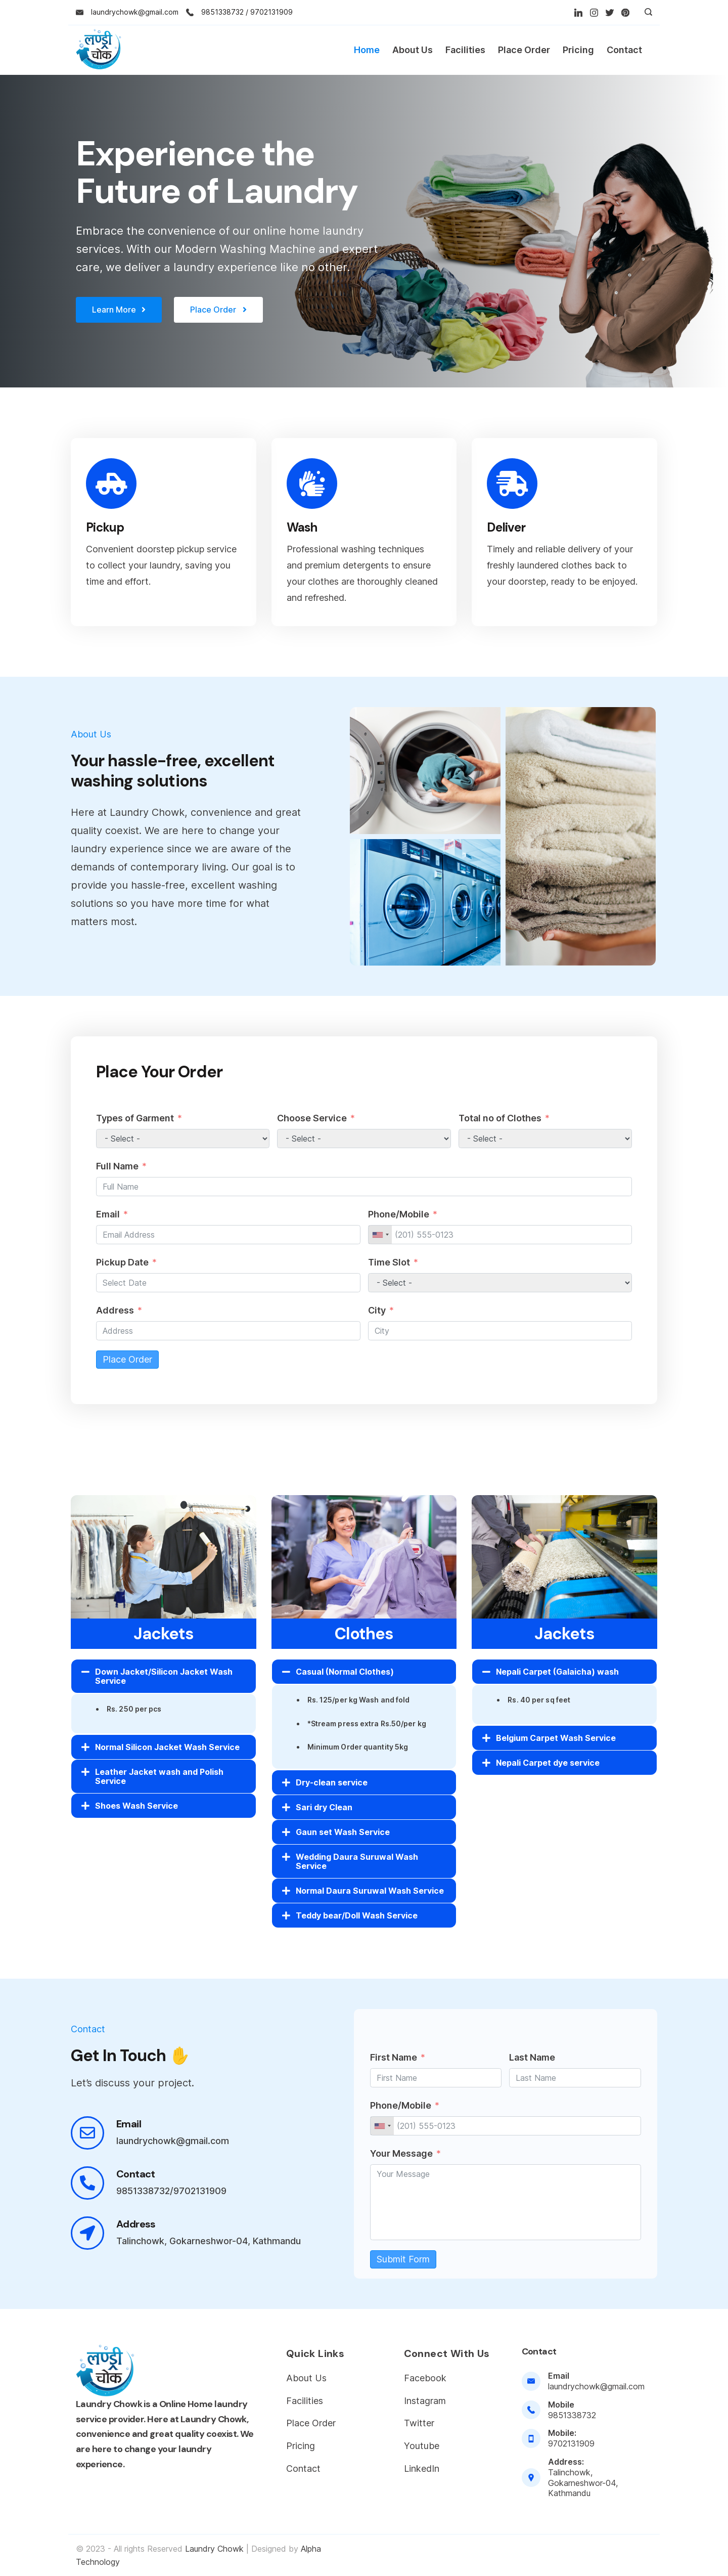 laundrychowk@gmail.com 9851338732 / 9702131909
लण्ड्री
चोक
Home About Us Facilities Place Order Pricing Contact
Experience the
Future of Laundry
Embrace the convenience of our online home laundry
services. With our Modern Washing Machine and expert
care, we deliver a laundry experience like no other.
Learn More Place Order
Pickup
Convenient doorstep pickup service
to collect your laundry, saving you
time and effort.
Wash
Professional washing techniques
and premium detergents to ensure
your clothes are thoroughly cleaned
and refreshed.
Deliver
Timely and reliable delivery of your
freshly laundered clothes back to
your doorstep, ready to be enjoyed.
About Us
Your hassle-free, excellent
washing solutions
Here at Laundry Chowk, convenience and great
quality coexist. We are here to change your
laundry experience since we are aware of the
demands of contemporary living. Our goal is to
provide you hassle-free, excellent washing
solutions so you have more time for what
matters most.
Place Your Order
Types of Garment * Choose Service * Total no of Clothes *
- Select - - Select - - Select -
Full Name *
Full Name
Email * Phone/Mobile *
Email Address (201) 555-0123
Pickup Date * Time Slot *
Select Date - Select -
Address * City *
Address City
Place Order
Jackets
Down Jacket/Silicon Jacket Wash
Service
• Rs. 250 per pcs
Normal Silicon Jacket Wash Service
Leather Jacket wash and Polish
Service
Shoes Wash Service
Clothes
Casual (Normal Clothes)
• Rs. 125/per kg Wash and fold
• *Stream press extra Rs.50/per kg
• Minimum Order quantity 5kg
Dry-clean service
Sari dry Clean
Gaun set Wash Service
Wedding Daura Suruwal Wash
Service
Normal Daura Suruwal Wash Service
Teddy bear/Doll Wash Service
Jackets
Nepali Carpet (Galaicha) wash
• Rs. 40 per sq feet
Belgium Carpet Wash Service
Nepali Carpet dye service
Contact
Get In Touch ✋
Let’s discuss your project.
Email
laundrychowk@gmail.com
Contact
9851338732/9702131909
Address
Talinchowk, Gokarneshwor-04, Kathmandu
First Name * Last Name
First Name Last Name
Phone/Mobile *
(201) 555-0123
Your Message *
Your Message
Submit Form
लण्ड्री
चोक
Laundry Chowk is a Online Home laundry
service provider. Here at Laundry Chowk,
convenience and great quality coexist. We
are here to change your laundry
experience.
Quick Links
About Us
Facilities
Place Order
Pricing
Contact
Connect With Us
Facebook
Instagram
Twitter
Youtube
LinkedIn
Contact
Email
laundrychowk@gmail.com
Mobile
9851338732
Mobile:
9702131909
Address:
Talinchowk,
Gokarneshwor-04,
Kathmandu
© 2023 - All rights Reserved Laundry Chowk | Designed by Alpha
Technology